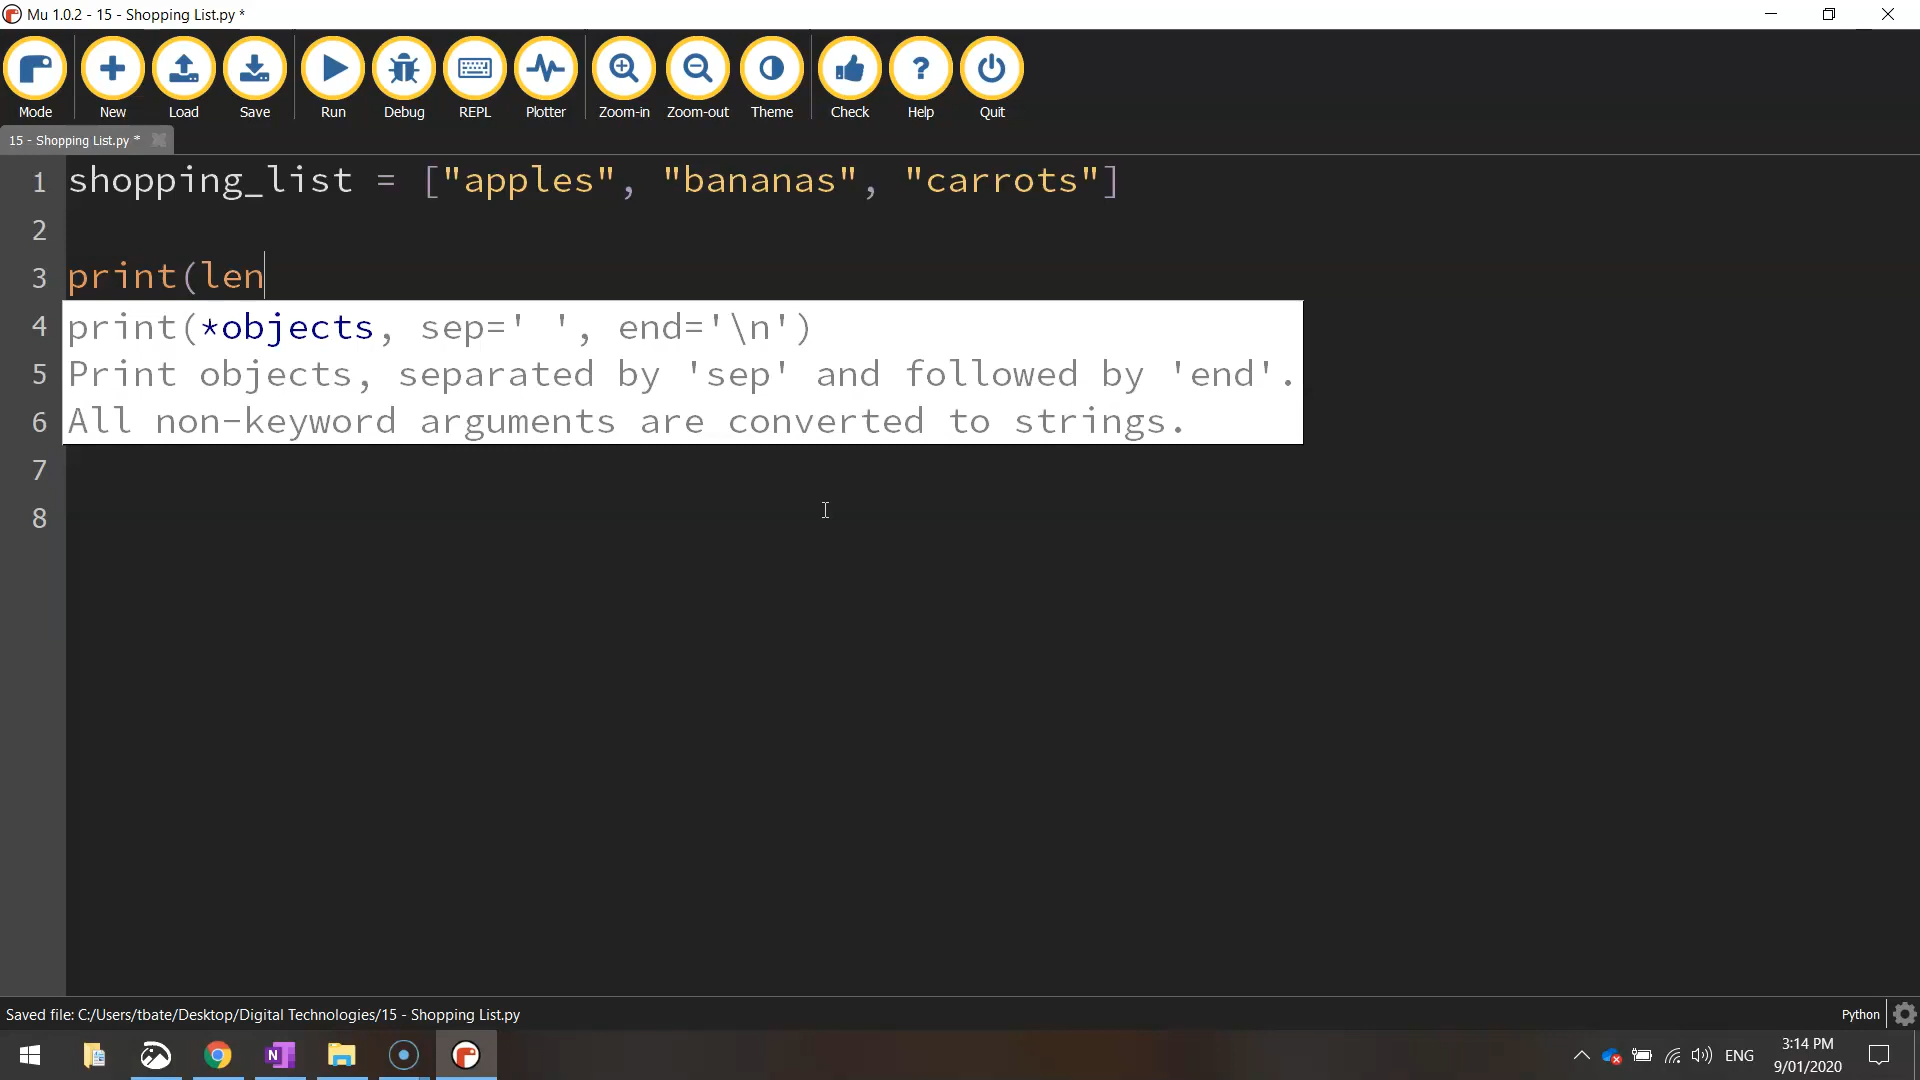 Mu 1.0.2 - 15 - Shopping List.py *
Mode New Load Save Run Debug REPL Plotter Zoom-in Zoom-out Theme Check Help Quit
15 - Shopping List.py *
1 shopping_list = ["apples", "bananas", "carrots"]
2
3 print(len
4 print(*objects, sep=' ', end='\n')
5 Print objects, separated by 'sep' and followed by 'end'.
6 All non-keyword arguments are converted to strings.
7
8
Saved file: C:/Users/tbate/Desktop/Digital Technologies/15 - Shopping List.py
Python
ENG
3:14 PM
9/01/2020